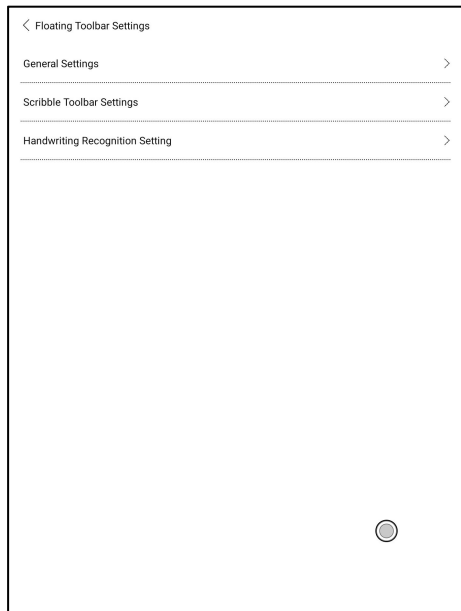 Floating Toolbar Settings
General Settings
Scribble Toolbar Settings
Handwriting Recognition Setting